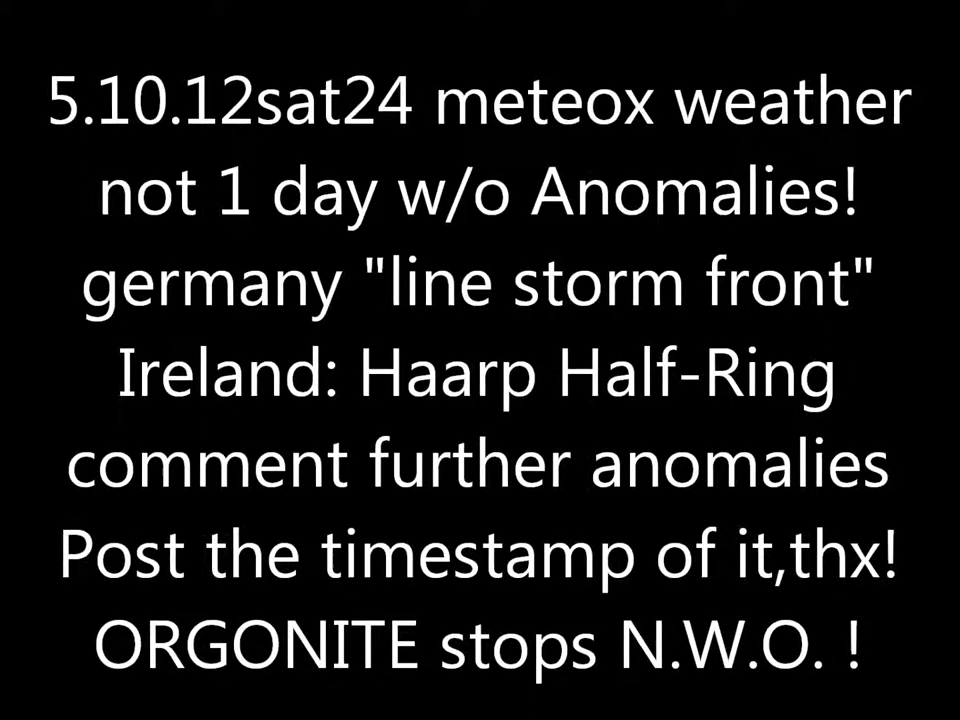 5.10.12sat24 meteox weather
not 1 day w/o Anomalies!
germany "line storm front"
Ireland: Haarp Half-Ring
comment further anomalies
Post the timestamp of it,thx!
ORGONITE stops N.W.O. !